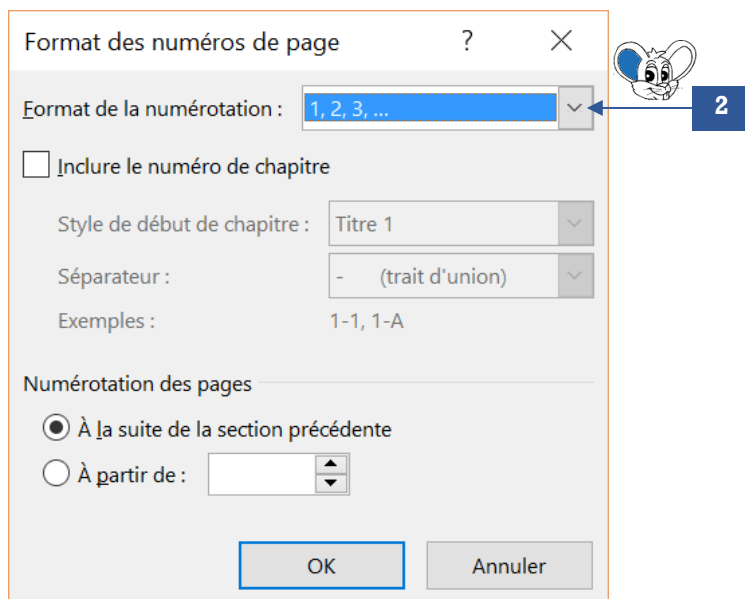 Format des numéros de page ?
Format de la numérotation : 1, 2, 3, ...
2
Inclure le numéro de chapitre
Style de début de chapitre : Titre 1
Séparateur : - (trait d'union)
Exemples : 1-1, 1-A
Numérotation des pages
À la suite de la section précédente
À partir de :
OK Annuler